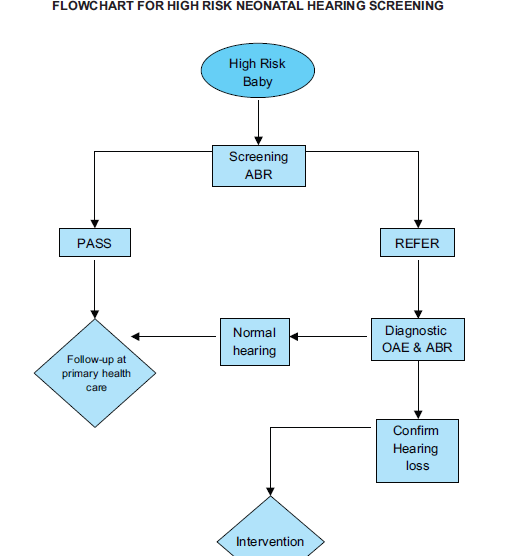 FLOWCHART FOR HIGH RISK NEONATAL HEARING SCREENING
High Risk
Baby
Screening
ABR
PASS
REFER
Follow-up at
primary health
care
Normal
hearing
Diagnostic
OAE & ABR
Confirm
Hearing
loss
Intervention